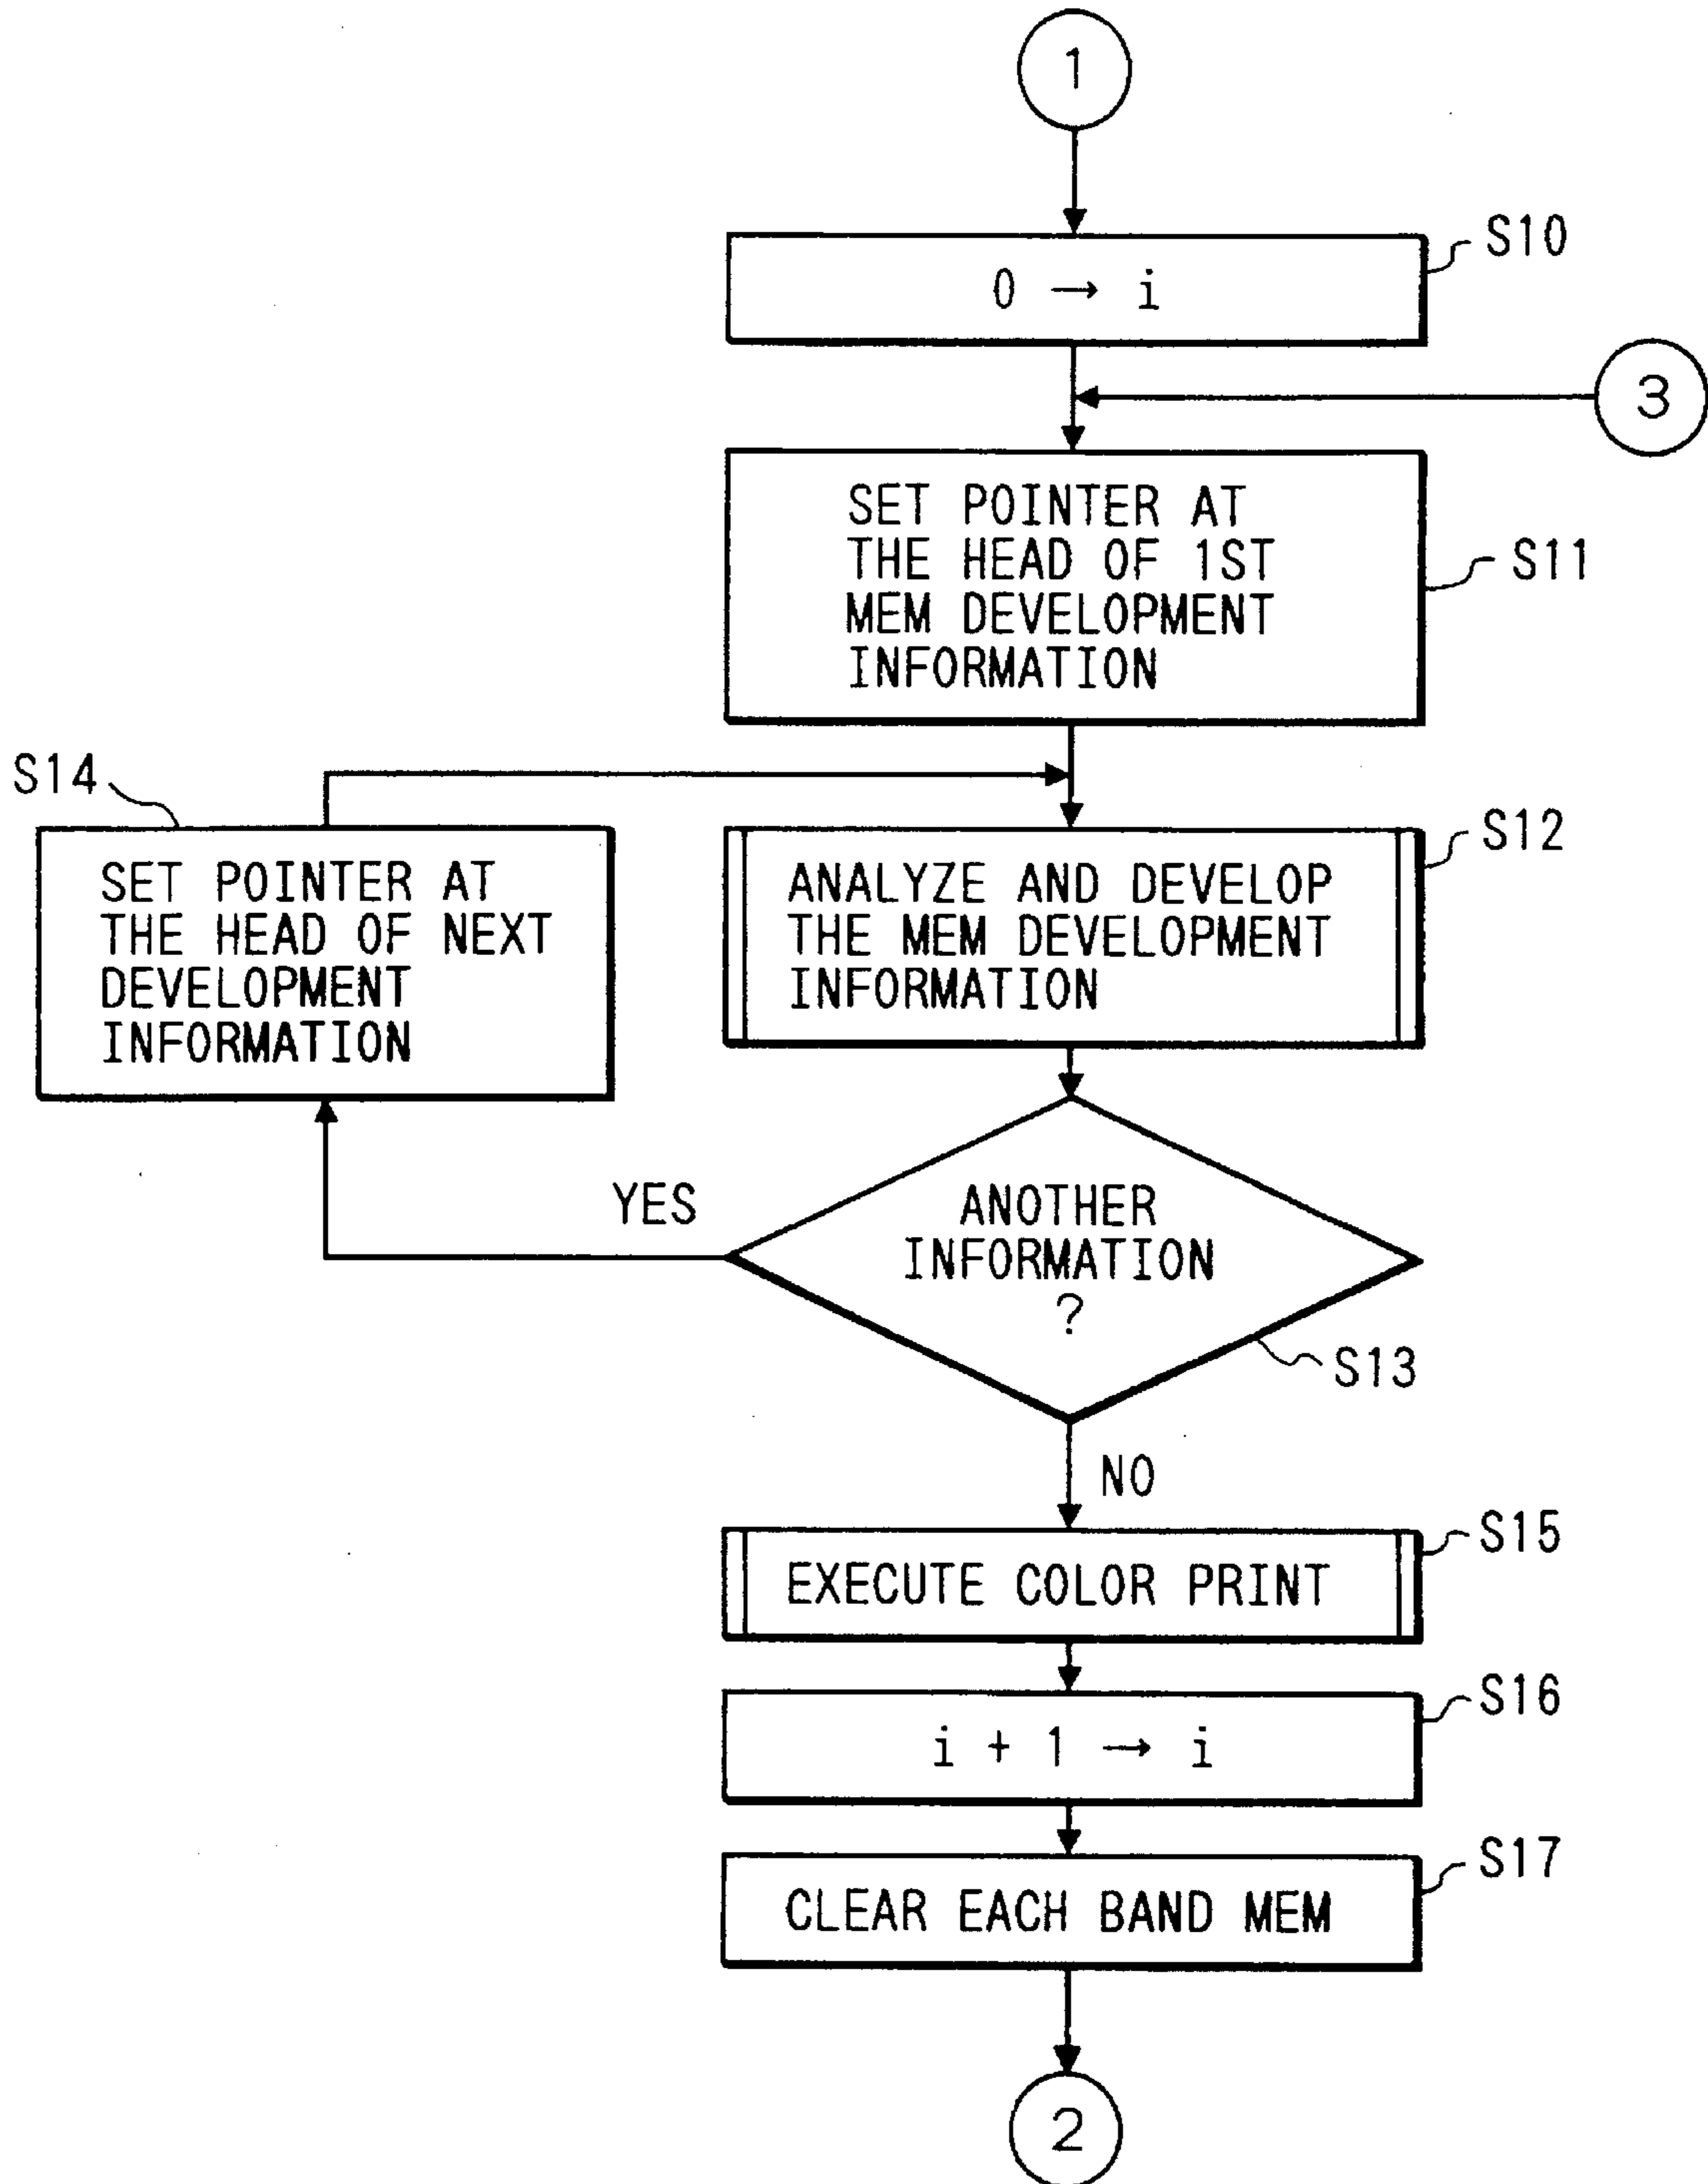 1
S10
0 → i
3
SET POINTER AT
THE HEAD OF 1ST
MEM DEVELOPMENT
INFORMATION
S11
S14
SET POINTER AT
THE HEAD OF NEXT
DEVELOPMENT
INFORMATION
S12
ANALYZE AND DEVELOP
THE MEM DEVELOPMENT
INFORMATION
YES
ANOTHER
INFORMATION
?
S13
NO
S15
EXECUTE COLOR PRINT
S16
i + 1 → i
S17
CLEAR EACH BAND MEM
2